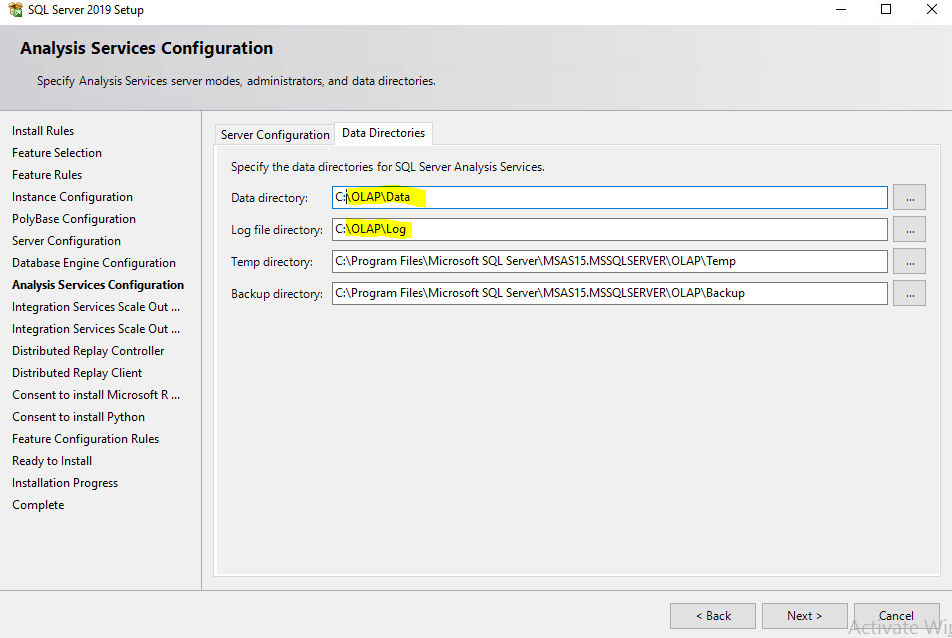 SQL Server 2019 Setup
Analysis Services Configuration
Specify Analysis Services server modes, administrators, and data directories.
Install Rules
Feature Selection
Feature Rules
Instance Configuration
PolyBase Configuration
Server Configuration
Database Engine Configuration
Analysis Services Configuration
Integration Services Scale Out ...
Integration Services Scale Out ...
Distributed Replay Controller
Distributed Replay Client
Consent to install Microsoft R ...
Consent to install Python
Feature Configuration Rules
Ready to Install
Installation Progress
Complete
Server Configuration Data Directories
Specify the data directories for SQL Server Analysis Services.
Data directory: C:\OLAP\Data ...
Log file directory: C:\OLAP\Log ...
Temp directory: C:\Program Files\Microsoft SQL Server\MSAS15.MSSQLSERVER\OLAP\Temp ...
Backup directory: C:\Program Files\Microsoft SQL Server\MSAS15.MSSQLSERVER\OLAP\Backup ...
< Back Next > Cancel
Activate Wi